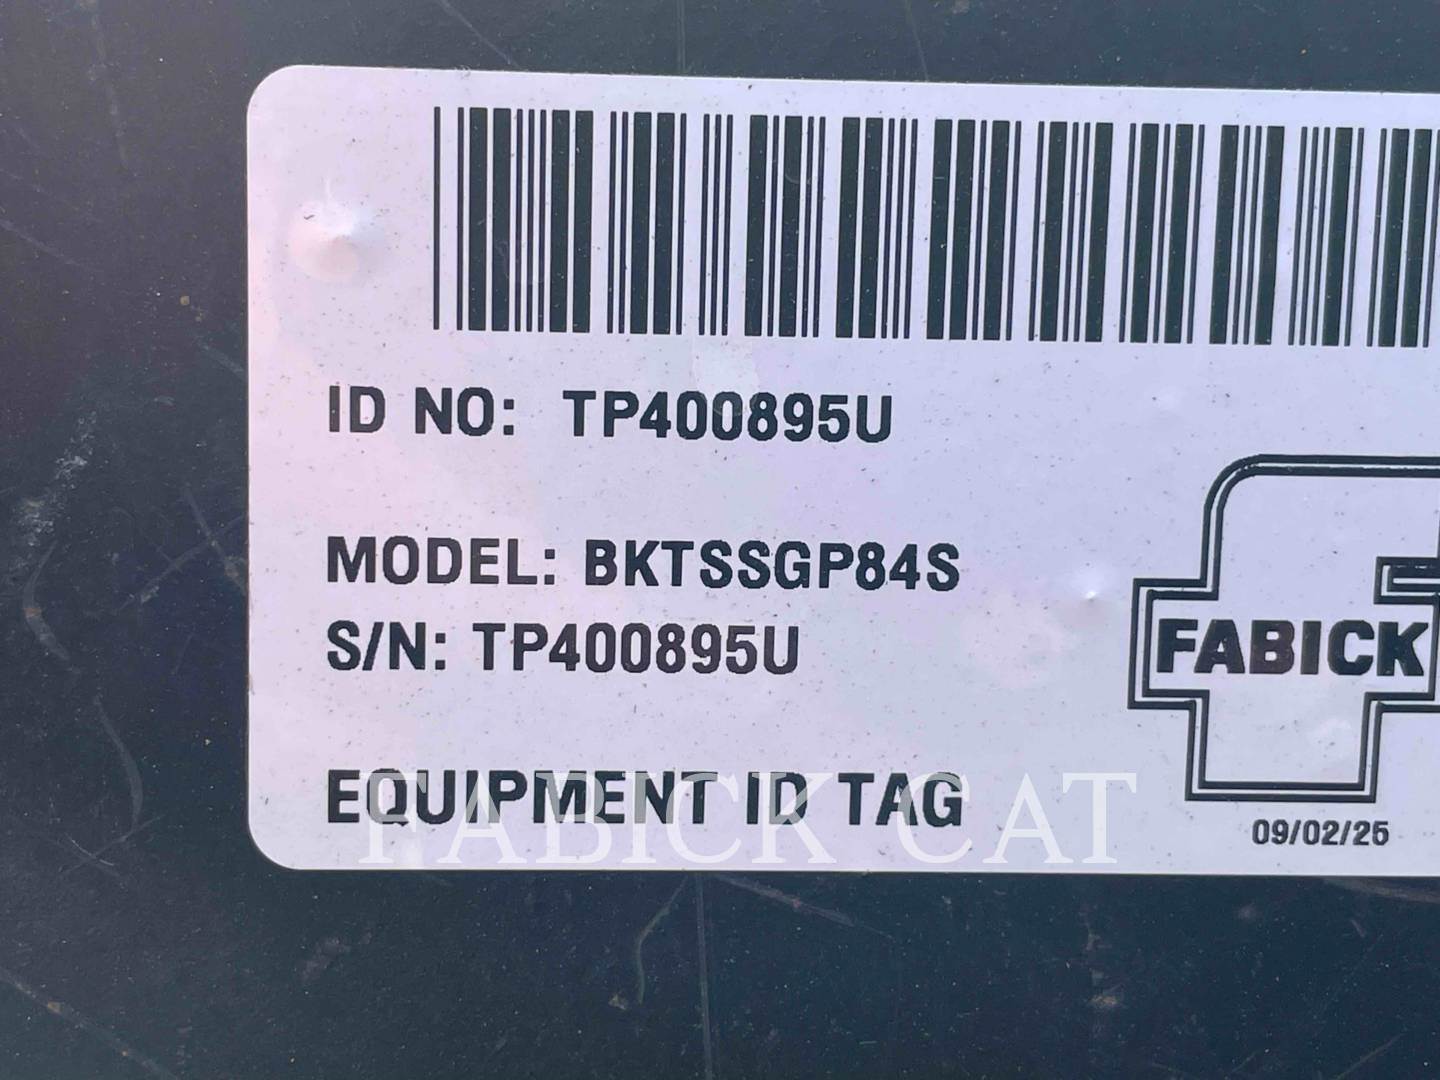 ID NO: TP400895U
MODEL: BKTSSGP84S
S/N: TP400895U
FABICK
EQUIPMENT ID TAG
FABICK CAT
09/02/25